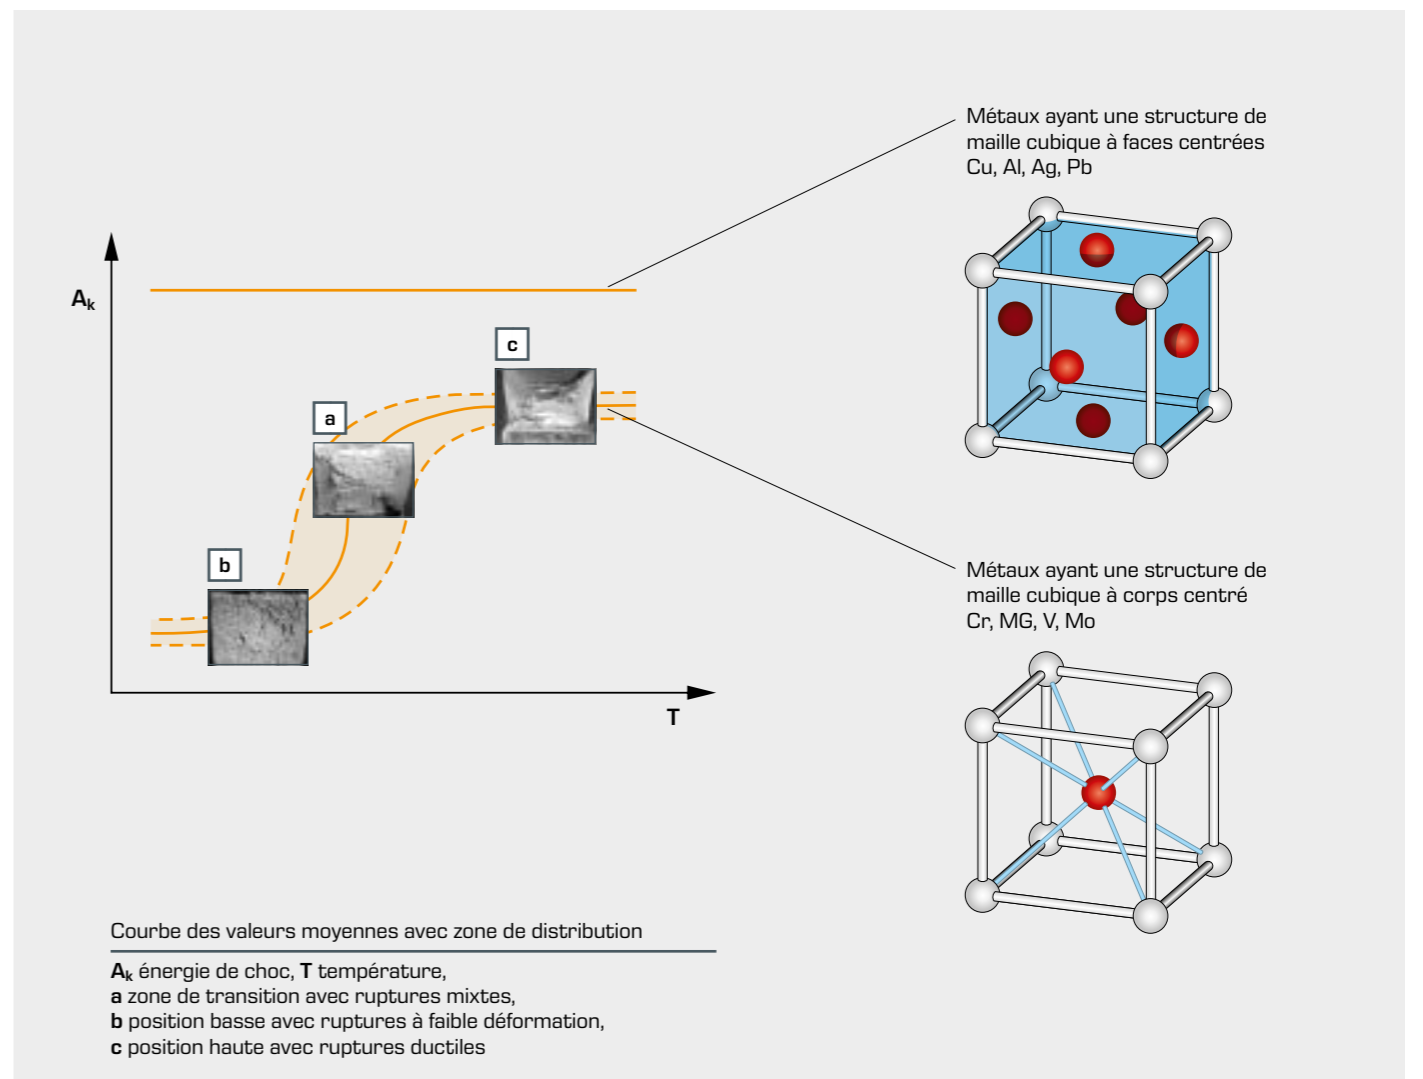 Métaux ayant une structure de
maille cubique à faces centrées
Cu, Al, Ag, Pb
Ak
c
a
b
Métaux ayant une structure de
maille cubique à corps centré
Cr, MG, V, Mo
T
Courbe des valeurs moyennes avec zone de distribution
Ak énergie de choc, T température,
a zone de transition avec ruptures mixtes,
b position basse avec ruptures à faible déformation,
c position haute avec ruptures ductiles